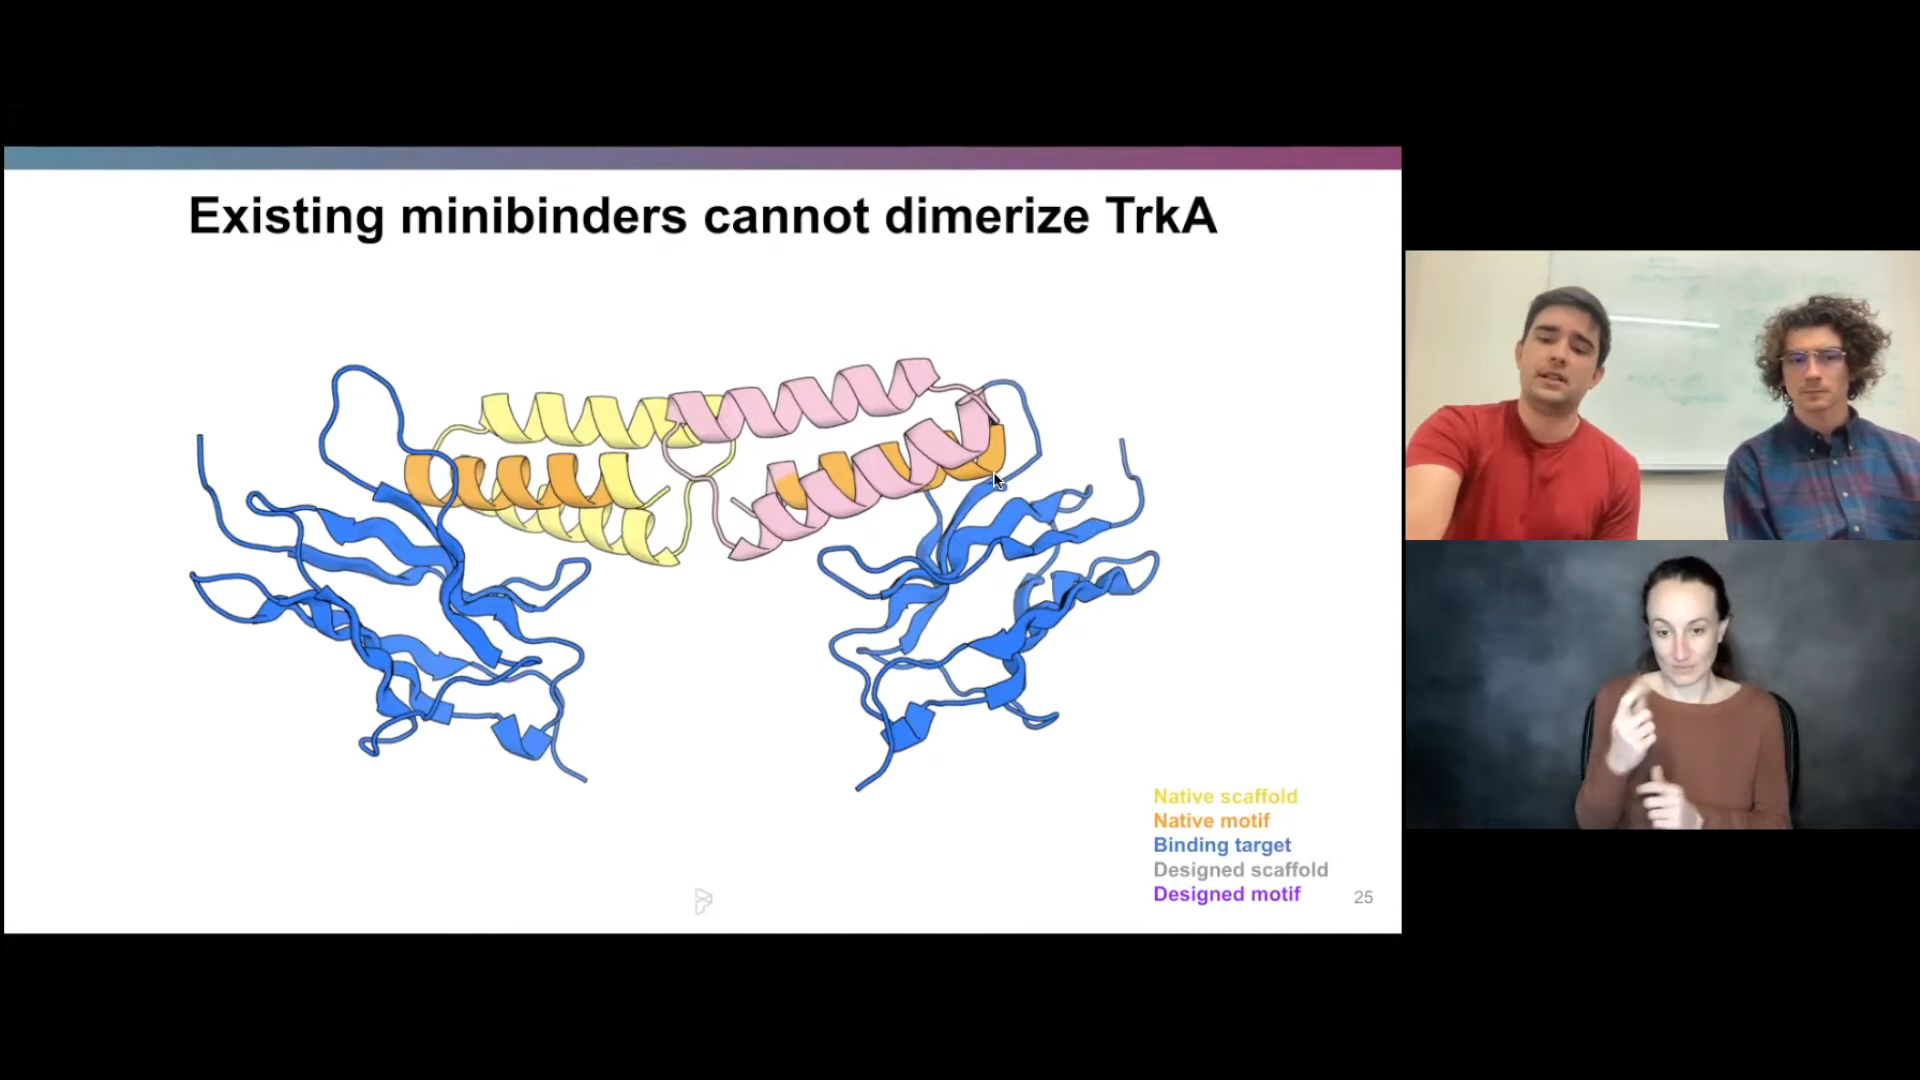 Existing minibinders cannot dimerize TrkA
Native scaffold
Native motif
Binding target
Designed scaffold
Designed motif
25